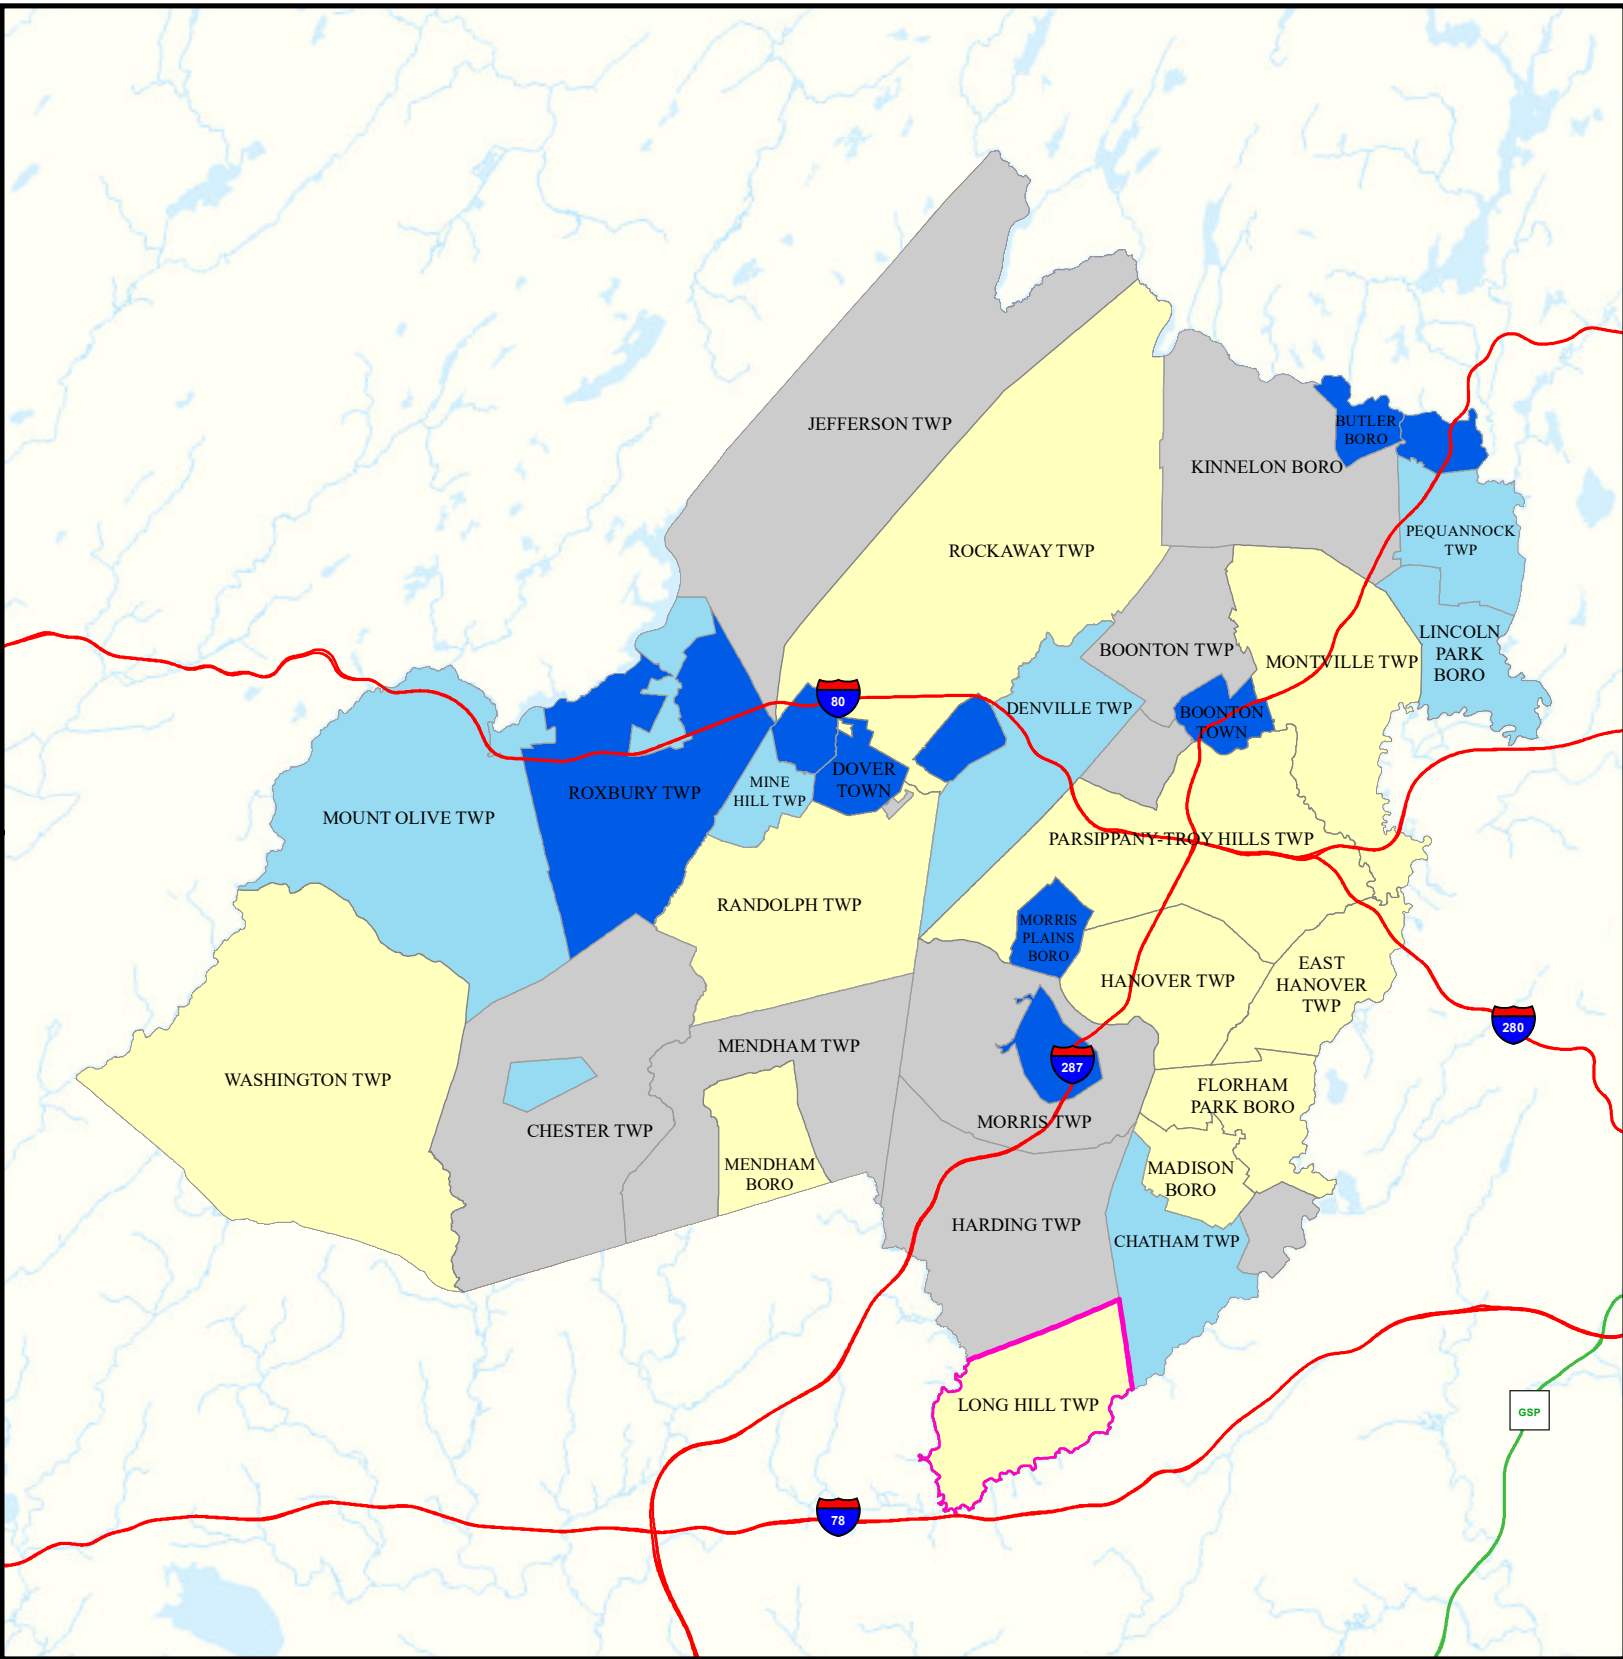 JEFFERSON TWP
BUTLER
BORO
KINNELON BORO
PEQUANNOCK
TWP
ROCKAWAY TWP
LINCOLN
PARK
BORO
BOONTON TWP
MONTVILLE TWP
80
DENVILLE TWP
BOONTON
TOWN
DOVER
TOWN
MINE
HILL TWP
ROXBURY TWP
MOUNT OLIVE TWP
PARSIPPANY-TROY HILLS TWP
RANDOLPH TWP
MORRIS
PLAINS
BORO
HANOVER TWP
EAST
HANOVER
TWP
280
MENDHAM TWP
287
WASHINGTON TWP
FLORHAM
PARK BORO
CHESTER TWP
MORRIS TWP
MENDHAM
BORO
MADISON
BORO
HARDING TWP
CHATHAM TWP
LONG HILL TWP
GSP
78